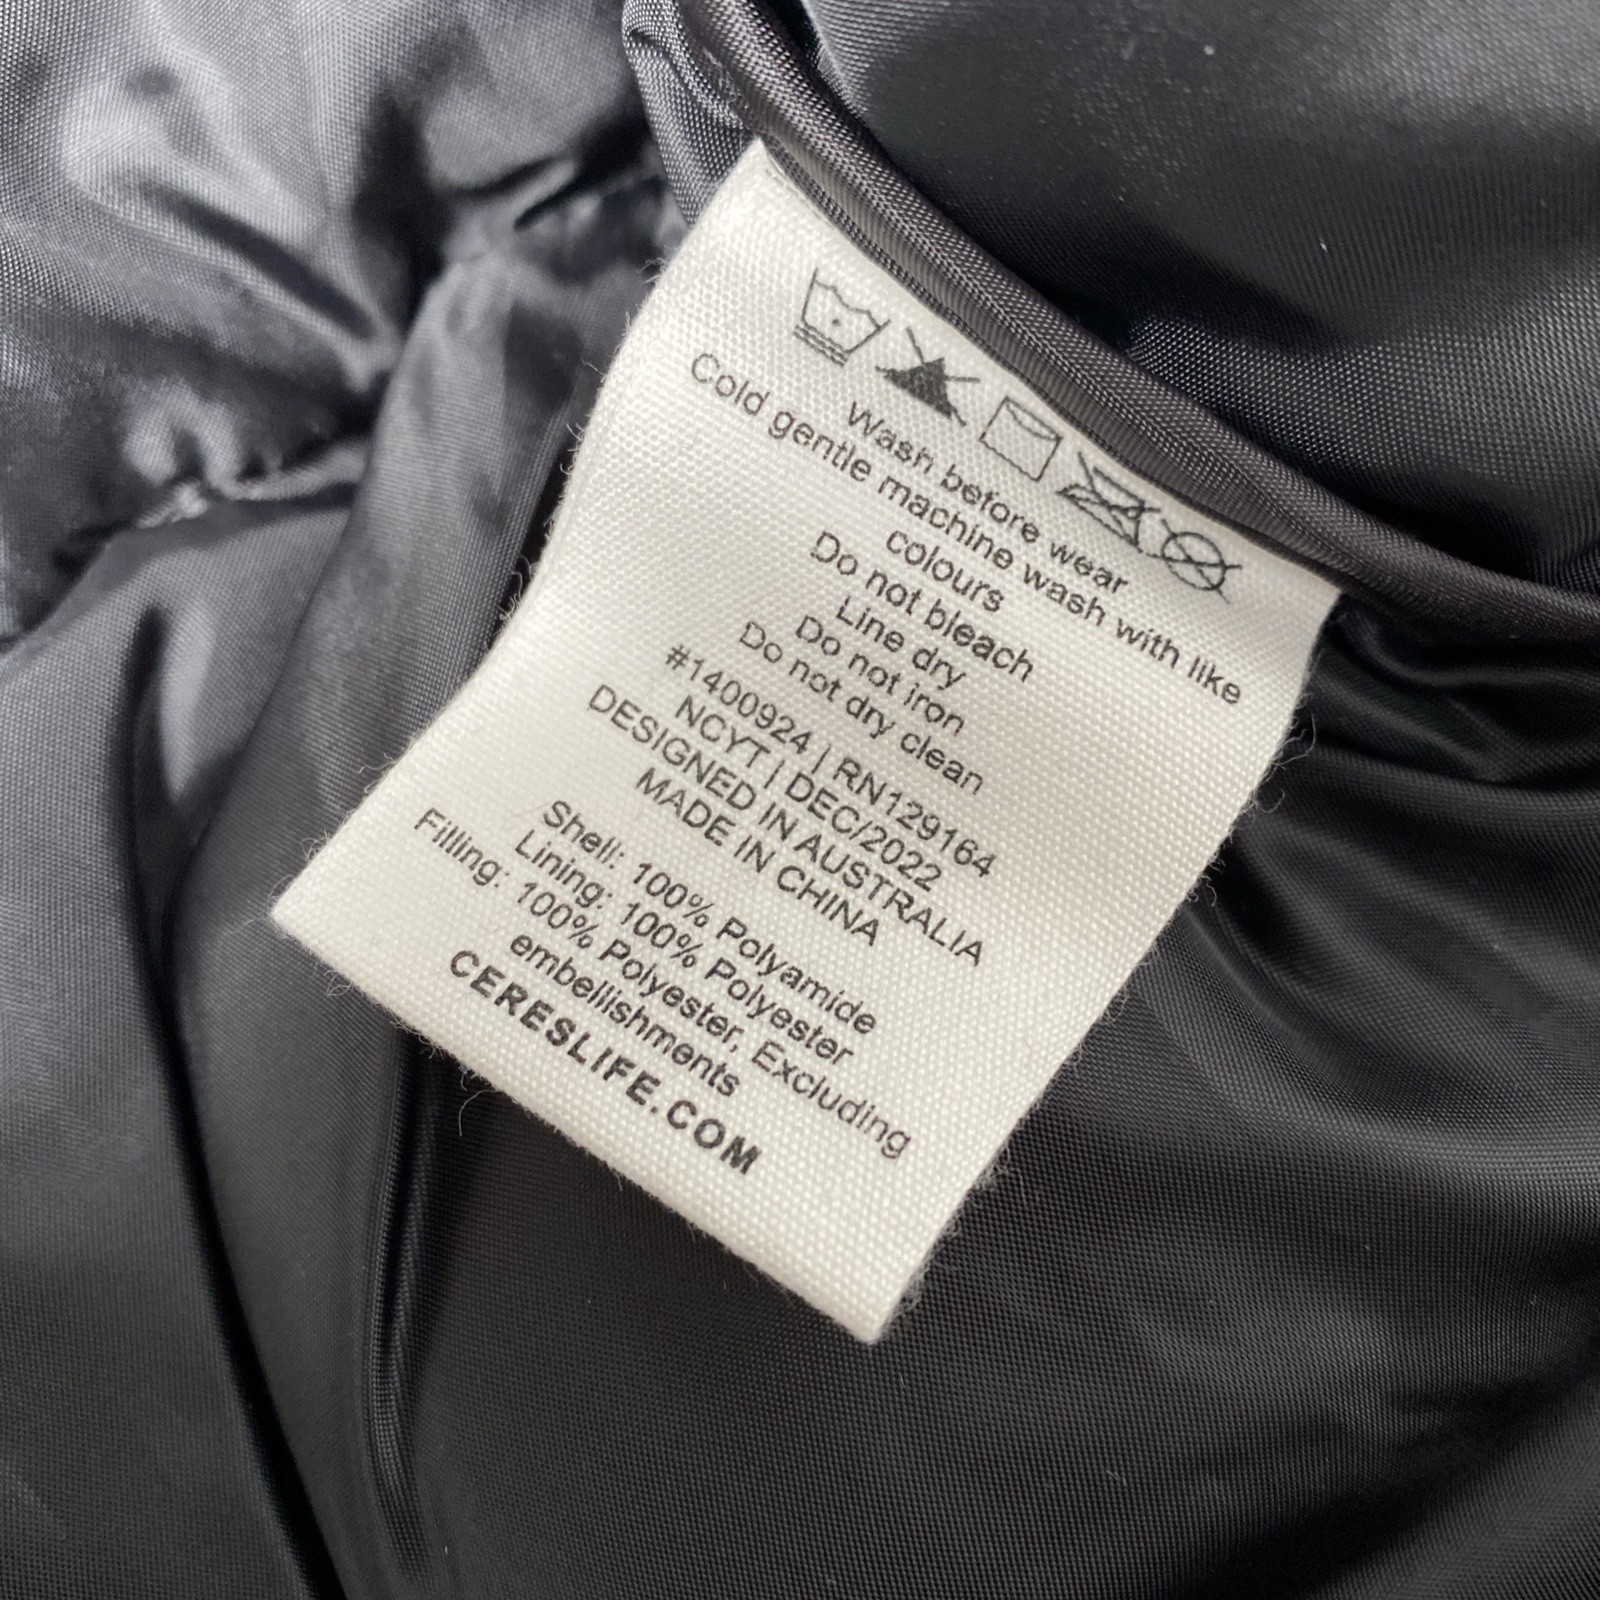 Wash before wear
Cold gentle machine wash with like
colours
Do not bleach
Line dry
Do not iron
Do not dry clean
#1400924 | RN129164
NCYT | DEC/2022
DESIGNED IN AUSTRALIA
MADE IN CHINA
Shell: 100% Polyamide
Lining: 100% Polyester
Filling: 100% Polyester, Excluding
embellishments
CERESLIFE.COM